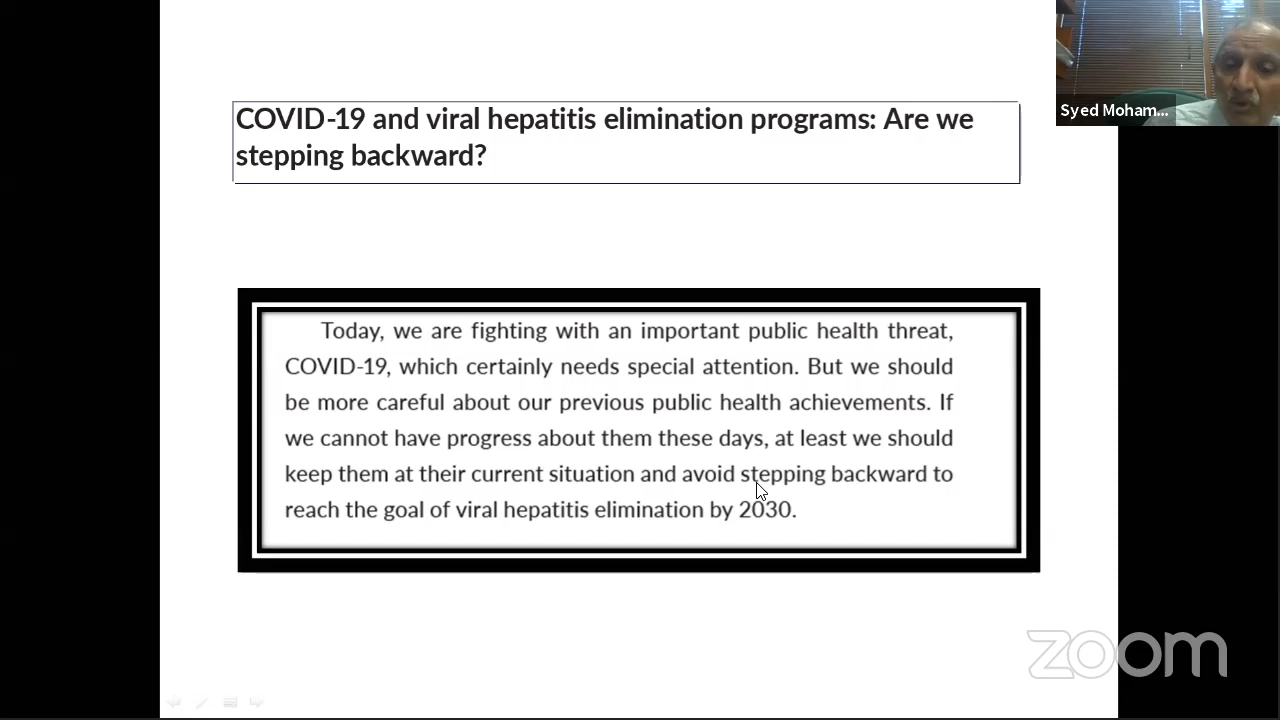 COVID-19 and viral hepatitis elimination programs: Are we
stepping backward?
Syed Moham...
Today, we are fighting with an important public health threat,
COVID-19, which certainly needs special attention. But we should
be more careful about our previous public health achievements. If
we cannot have progress about them these days, at least we should
keep them at their current situation and avoid stepping backward to
reach the goal of viral hepatitis elimination by 2030.
zoom